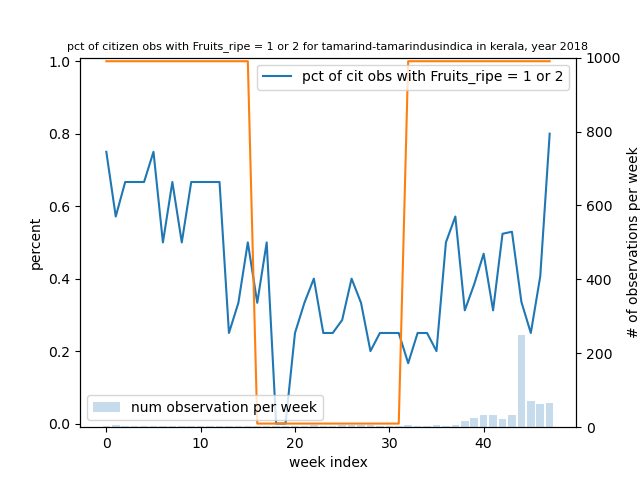 pct of citizen obs with Fruits_ripe = 1 or 2 for tamarind-tamarindusindica in kerala, year 2018
pct of cit obs with Fruits_ripe = 1 or 2
num observation per week
percent
1.0
0.8
0.6
0.4
0.2
0.0
0 10 20 30 40
week index
1000
800
600
400
200
0
# of observations per week